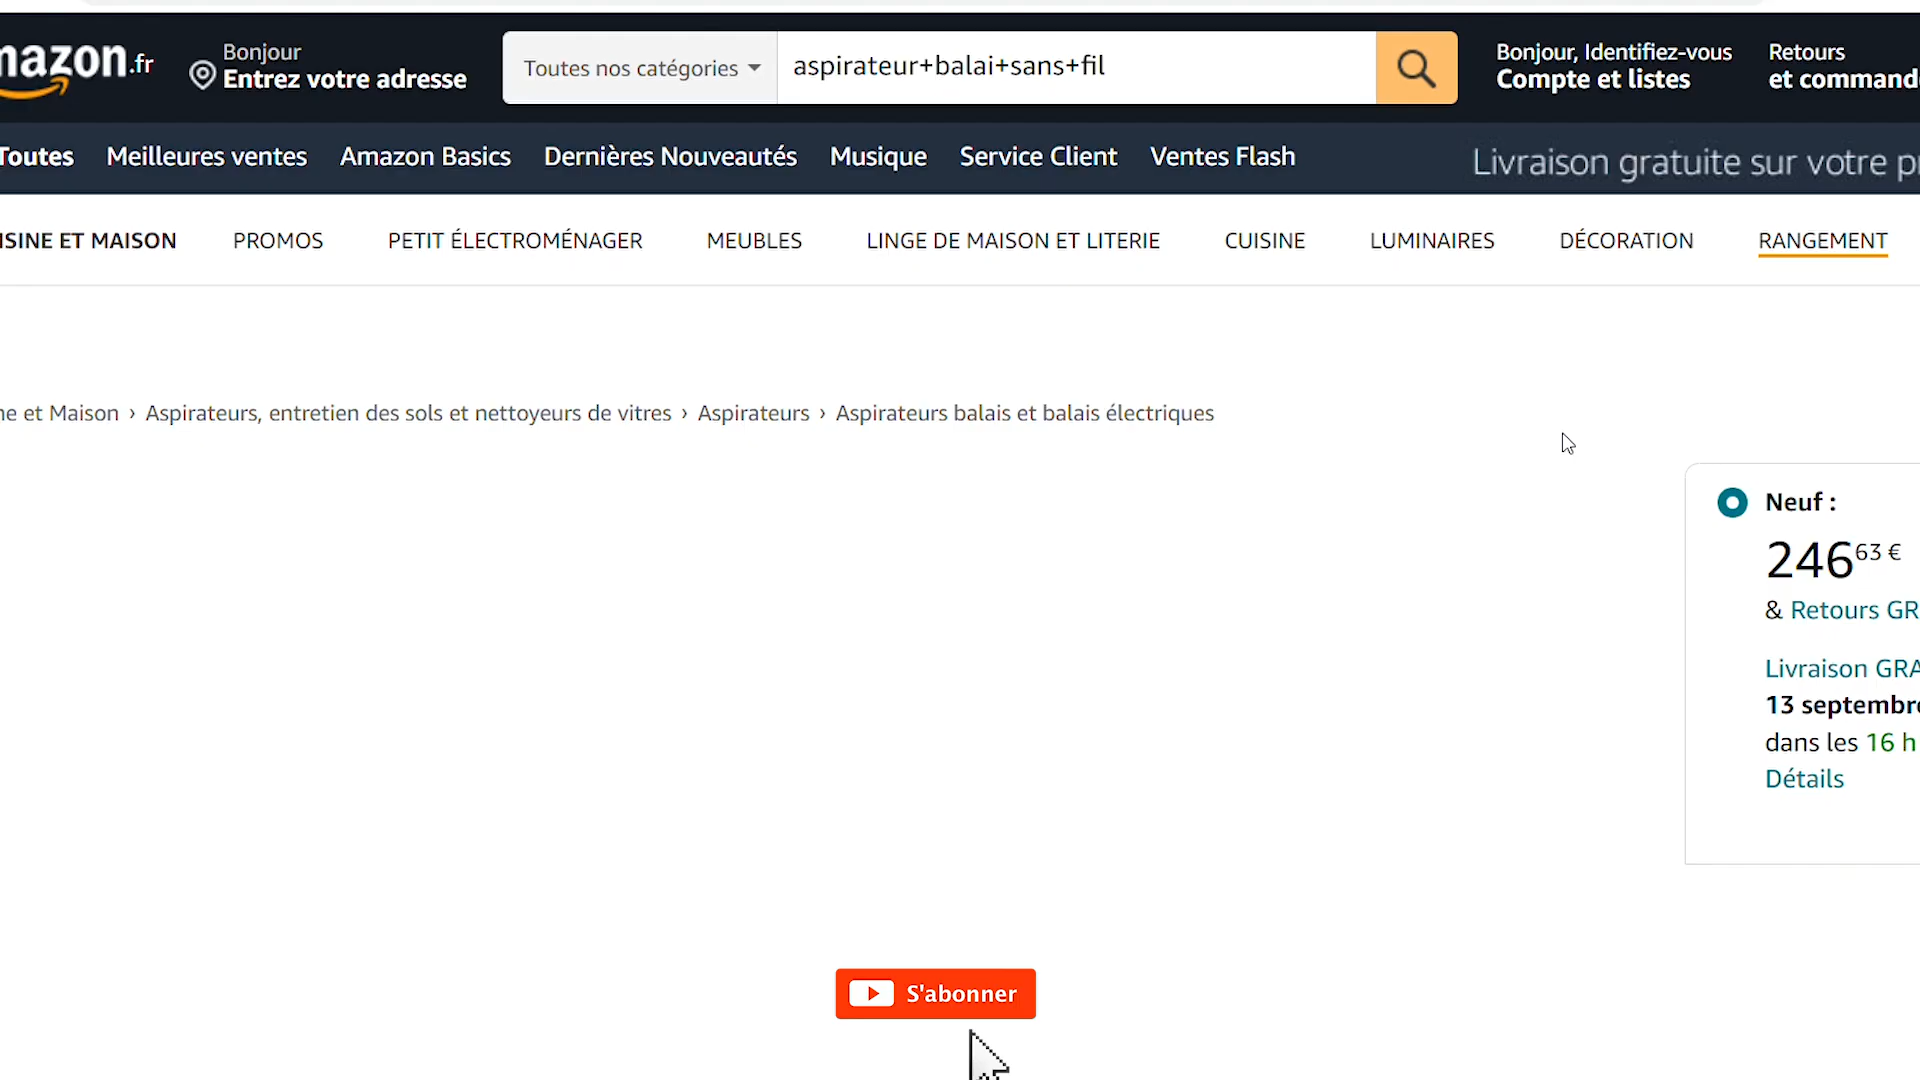 mazon.fr
Bonjour
Entrez votre adresse
Toutes nos catégories
aspirateur+balai+sans+fil
Bonjour, Identifiez-vous
Compte et listes
Retours
et command
Toutes Meilleures ventes Amazon Basics Dernières Nouveautés Musique Service Client Ventes Flash Livraison gratuite sur votre
ISINE ET MAISON PROMOS PETIT ÉLECTROMÉNAGER MEUBLES LINGE DE MAISON ET LITERIE CUISINE LUMINAIRES DÉCORATION RANGEMENT
ne et Maison › Aspirateurs, entretien des sols et nettoyeurs de vitres › Aspirateurs › Aspirateurs balais et balais électriques
Neuf :
246 63 €
& Retours GR
Livraison GRA
13 septembre
dans les 16 h
Détails
S'abonner